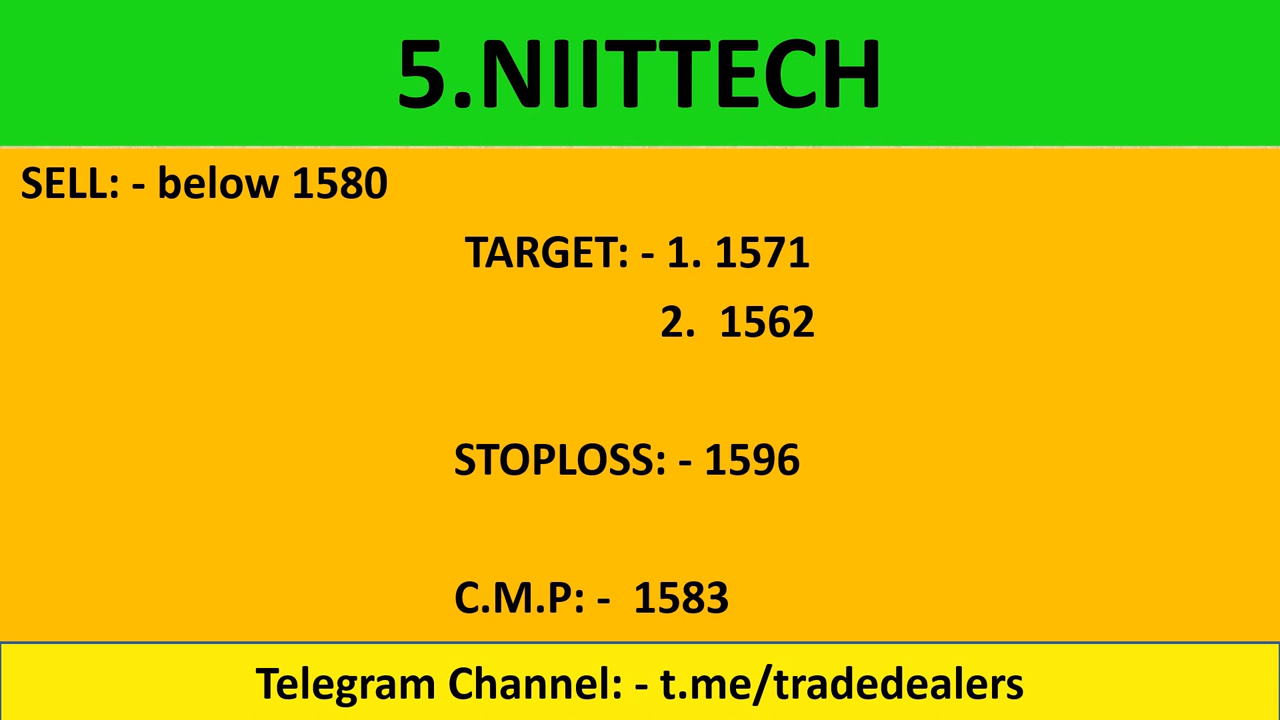 5.NIITTECH
SELL: - below 1580
TARGET: - 1. 1571
2. 1562
STOPLOSS: - 1596
C.M.P: - 1583
Telegram Channel: - t.me/tradedealers